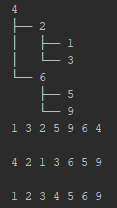 4
├── 2
│   ├── 1
│   └── 3
└── 6
    ├── 5
    └── 9
1 3 2 5 9 6 4
4 2 1 3 6 5 9
1 2 3 4 5 6 9